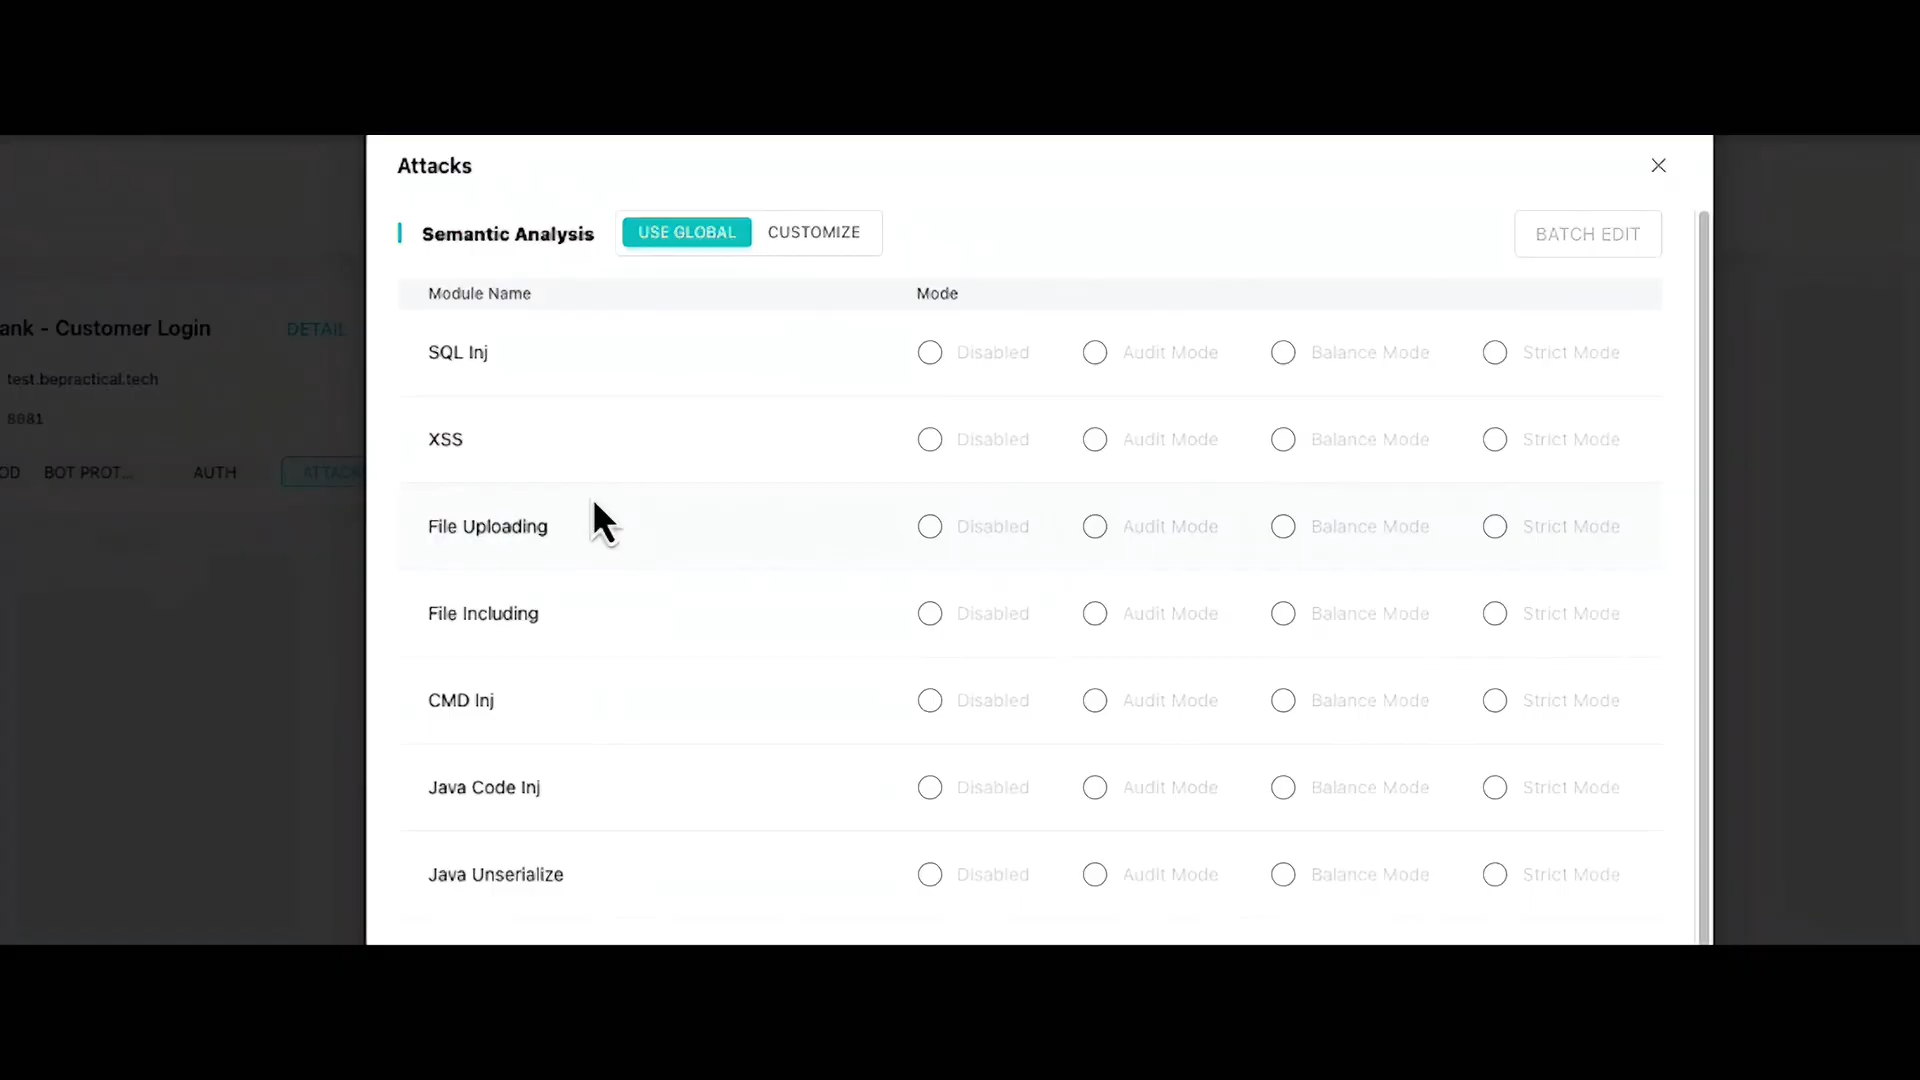 Attacks
Semantic Analysis USE GLOBAL CUSTOMIZE BATCH EDIT
Module Name Mode
SQL Inj Disabled Audit Mode Balance Mode Strict Mode
XSS Disabled Audit Mode Balance Mode Strict Mode
File Uploading Disabled Audit Mode Balance Mode Strict Mode
File Including Disabled Audit Mode Balance Mode Strict Mode
CMD Inj Disabled Audit Mode Balance Mode Strict Mode
Java Code Inj Disabled Audit Mode Balance Mode Strict Mode
Java Unserialize Disabled Audit Mode Balance Mode Strict Mode
ank - Customer Login DETAIL
test.bepractical.tech
8081
OD BOT PROT... AUTH ATTACK